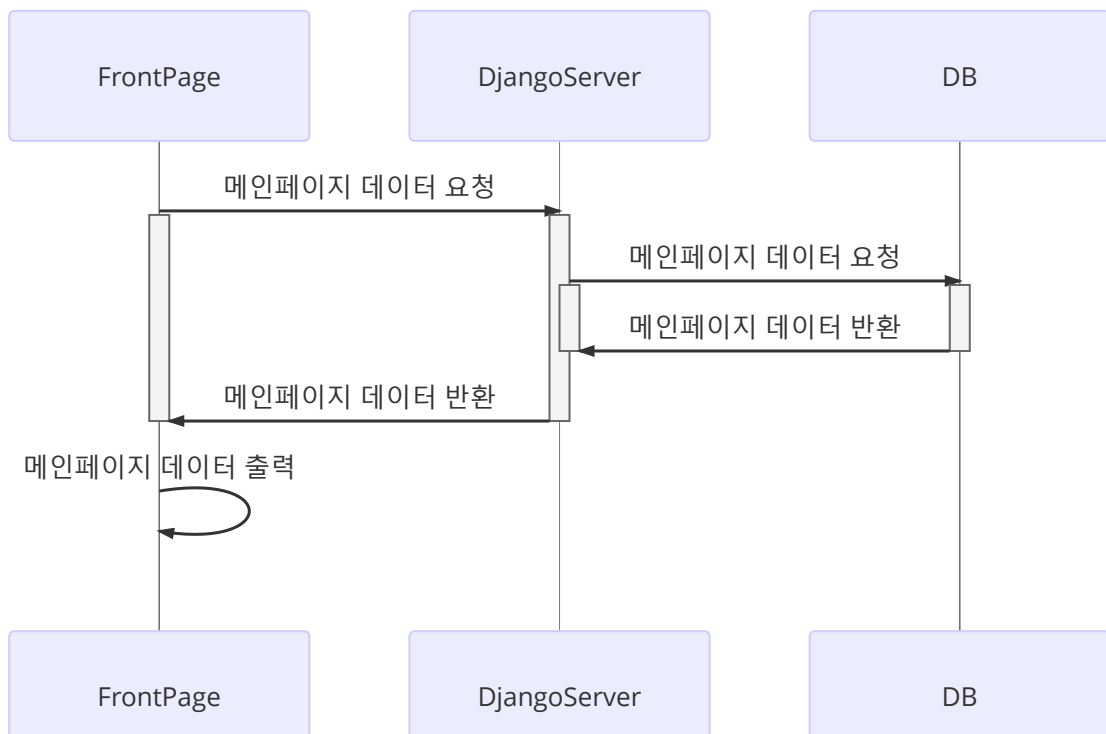 FrontPage
DjangoServer
DB
메인페이지 데이터 요청
메인페이지 데이터 요청
메인페이지 데이터 반환
메인페이지 데이터 반환
메인페이지 데이터 출력
FrontPage
DjangoServer
DB